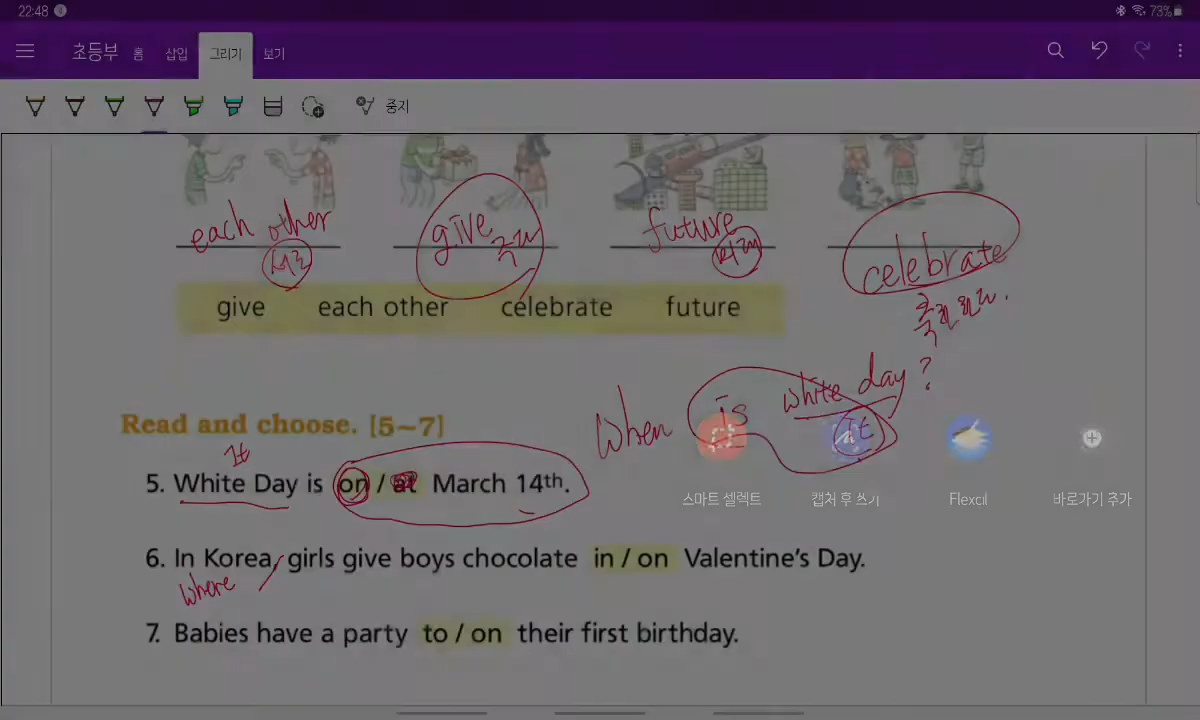 22:48 73%
초등부 홈 삽입 그리기 보기
중지
each other give future celebrate
서로 주다 미래
축하하다.
give each other celebrate future
When is white day?
it
Read and choose. [5~7]
It
5. White Day is on / at March 14th.
스마트 셀렉트 캡처 후 쓰기 Flexcil 바로가기 추가
6. In Korea, girls give boys chocolate in / on Valentine's Day.
where
7. Babies have a party to / on their first birthday.